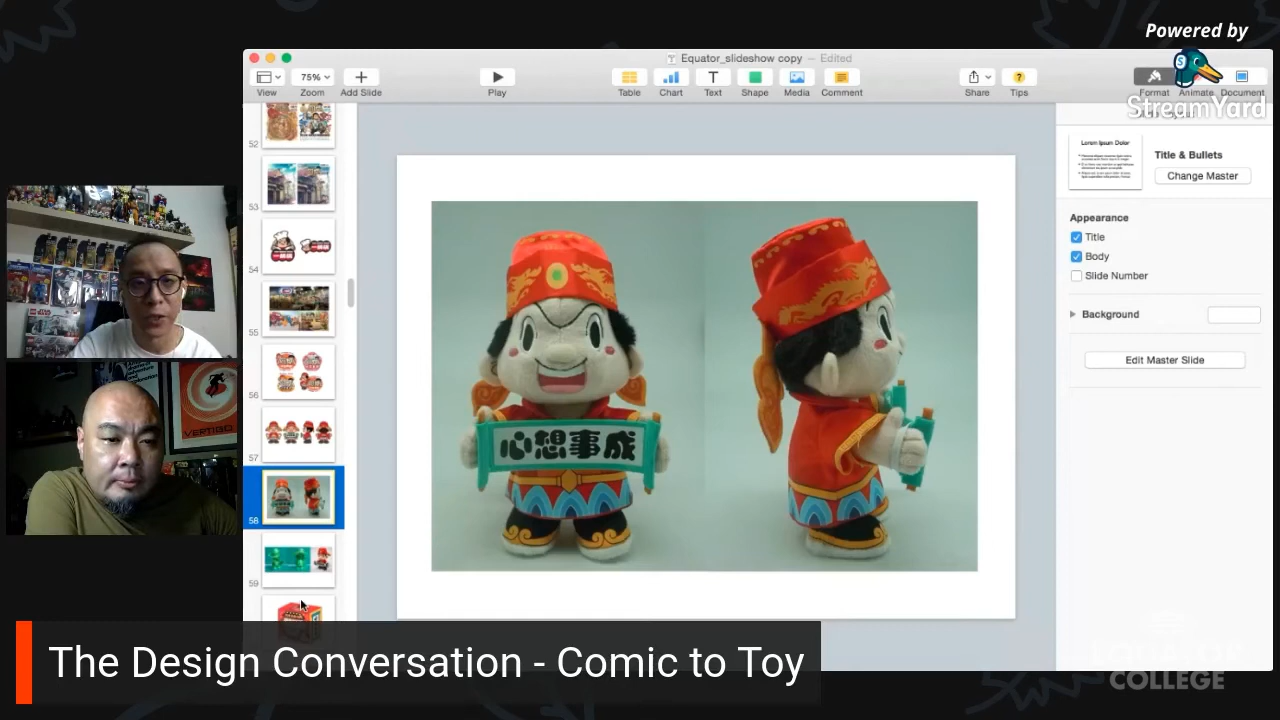 Powered by
StreamYard
Equator_slideshow copy — Edited
75%
View
Zoom
Add Slide
Play
Table
Chart
Text
Shape
Media
Comment
Share
Tips
Format
Animate
Document
Lorem Ipsum Dolor
Title & Bullets
Change Master
Appearance
Title
Body
Slide Number
Background
Edit Master Slide
52
53
54
55
56
57
58
59
心想事成
VERTIGO
The Design Conversation - Comic to Toy
EQUATOR
COLLEGE